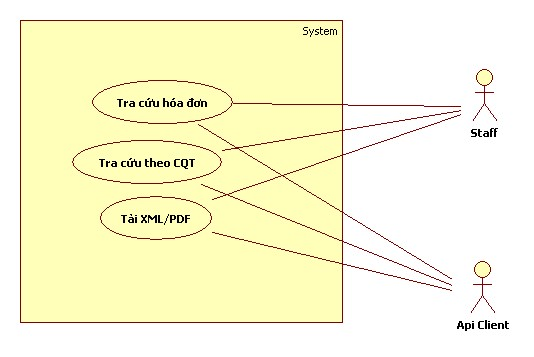 System
Tra cứu hóa đơn
Staff
Tra cứu theo CQT
Tải XML/PDF
Api Client